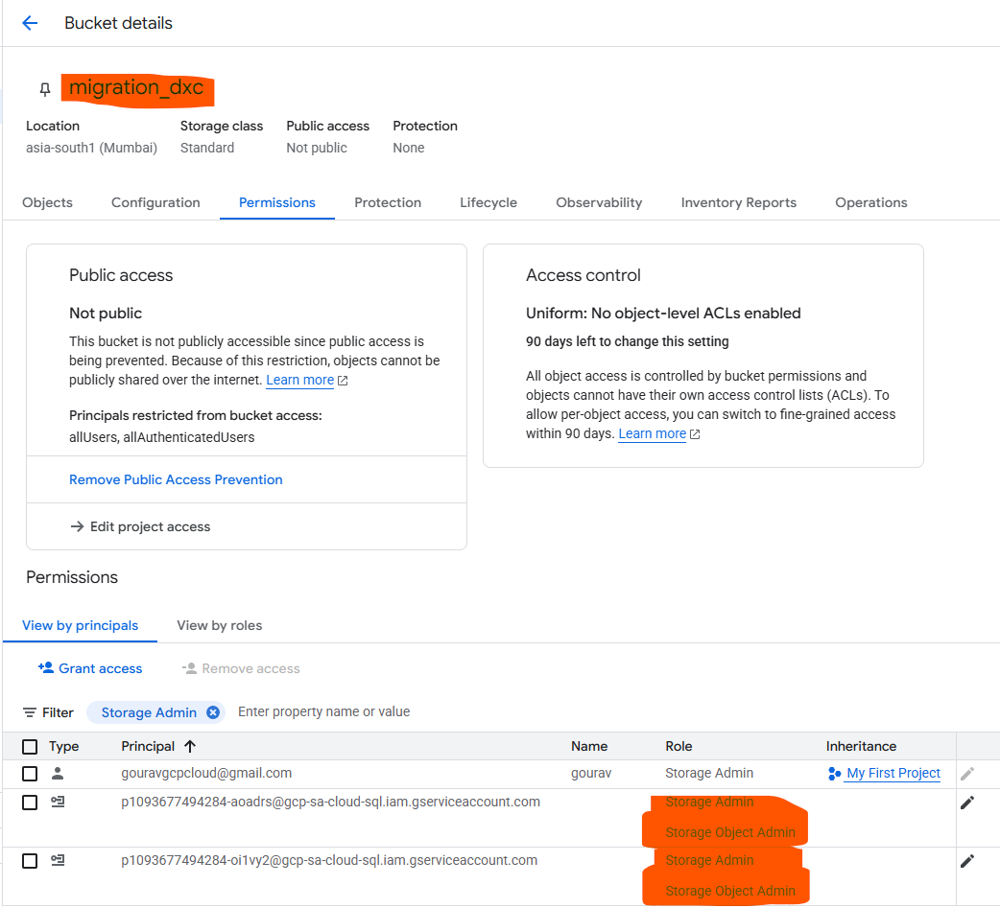 Bucket details
migration_dxc
Location Storage class Public access Protection
asia-south1 (Mumbai) Standard Not public None
Objects Configuration Permissions Protection Lifecycle Observability Inventory Reports Operations
Public access
Not public
This bucket is not publicly accessible since public access is
being prevented. Because of this restriction, objects cannot be
publicly shared over the internet. Learn more
Principals restricted from bucket access:
allUsers, allAuthenticatedUsers
Remove Public Access Prevention
Edit project access
Access control
Uniform: No object-level ACLs enabled
90 days left to change this setting
All object access is controlled by bucket permissions and
objects cannot have their own access control lists (ACLs). To
allow per-object access, you can switch to fine-grained access
within 90 days. Learn more
Permissions
View by principals View by roles
Grant access Remove access
Filter Storage Admin Enter property name or value
Type Principal Name Role Inheritance
gouravgcpcloud@gmail.com gourav Storage Admin My First Project
p1093677494284-aoadrs@gcp-sa-cloud-sql.iam.gserviceaccount.com Storage Admin
Storage Object Admin
p1093677494284-oi1vy2@gcp-sa-cloud-sql.iam.gserviceaccount.com Storage Admin
Storage Object Admin